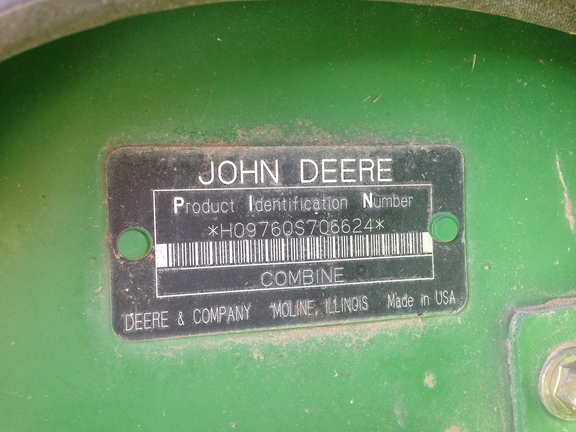 JOHN DEERE
Product Identification Number
*H09760S706624*
COMBINE
DEERE & COMPANY MOLINE, ILLINOIS Made in USA